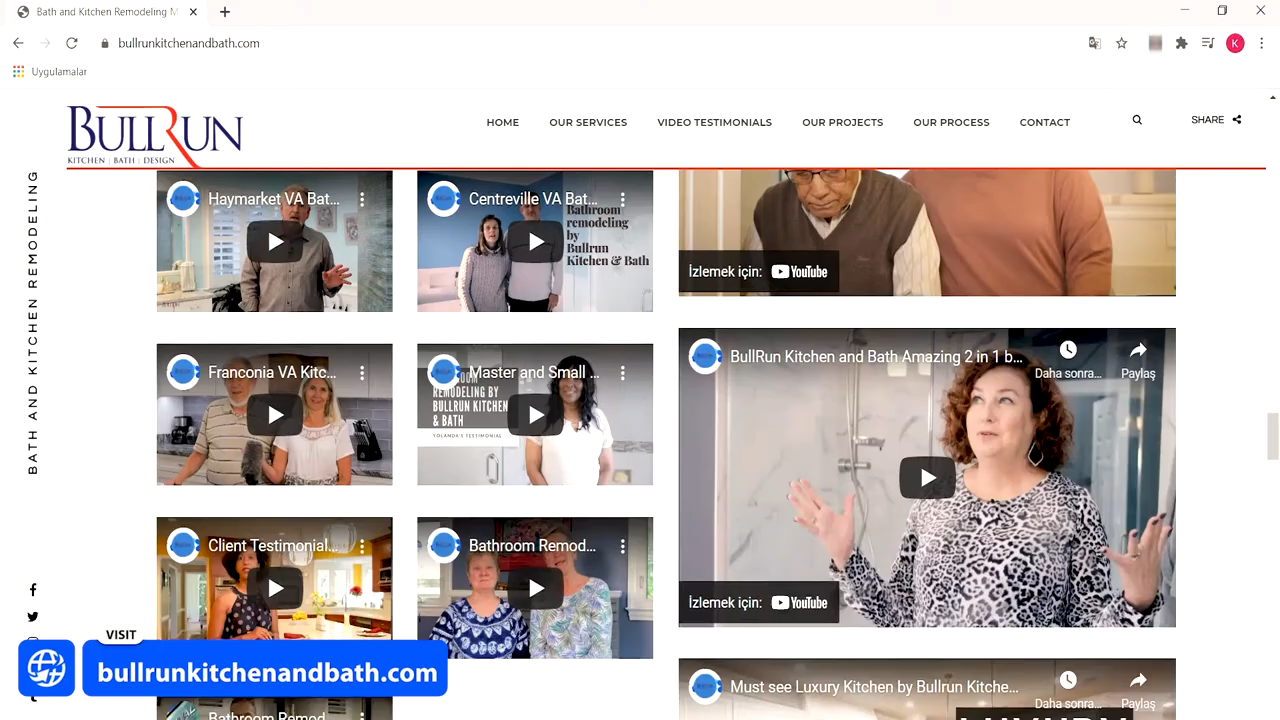 Bath and Kitchen Remodeling M
bullrunkitchenandbath.com
K
Uygulamalar
BULLRUN
KITCHEN | BATH | DESIGN
HOME
OUR SERVICES
VIDEO TESTIMONIALS
OUR PROJECTS
OUR PROCESS
CONTACT
SHARE
BATH AND KITCHEN REMODELING
Haymarket VA Bat...
Centreville VA Bat...
Bathroom
remodeling
by
Bullrun
Kitchen & Bath
İzlemek için: YouTube
Franconia VA Kitc...
Master and Small ...
REMODELING BY
BULLRUN KITCHEN
& BATH
YOLANDA'S TESTIMONIAL
BullRun Kitchen and Bath Amazing 2 in 1 b...
Daha sonra...
Paylaş
İzlemek için: YouTube
Client Testimonial...
Bathroom Remod...
Must see Luxury Kitchen by Bullrun Kitche...
Daha sonra...
Paylaş
Bathroom Remod
LUXURY
VISIT
bullrunkitchenandbath.com